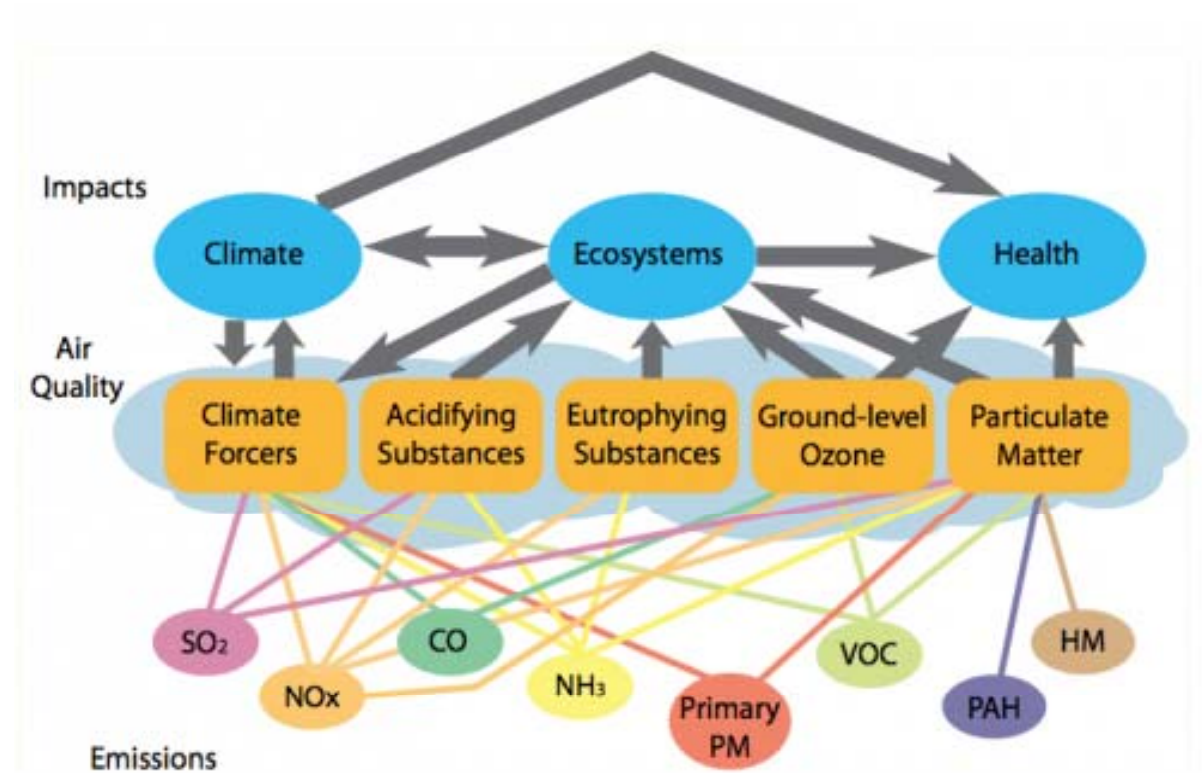 Impacts
Climate
Ecosystems
Health
Air
Quality
Climate
Forcers
Acidifying
Substances
Eutrophying
Substances
Ground-level
Ozone
Particulate
Matter
SO₂
NOx
CO
NH₃
Primary
PM
VOC
PAH
HM
Emissions